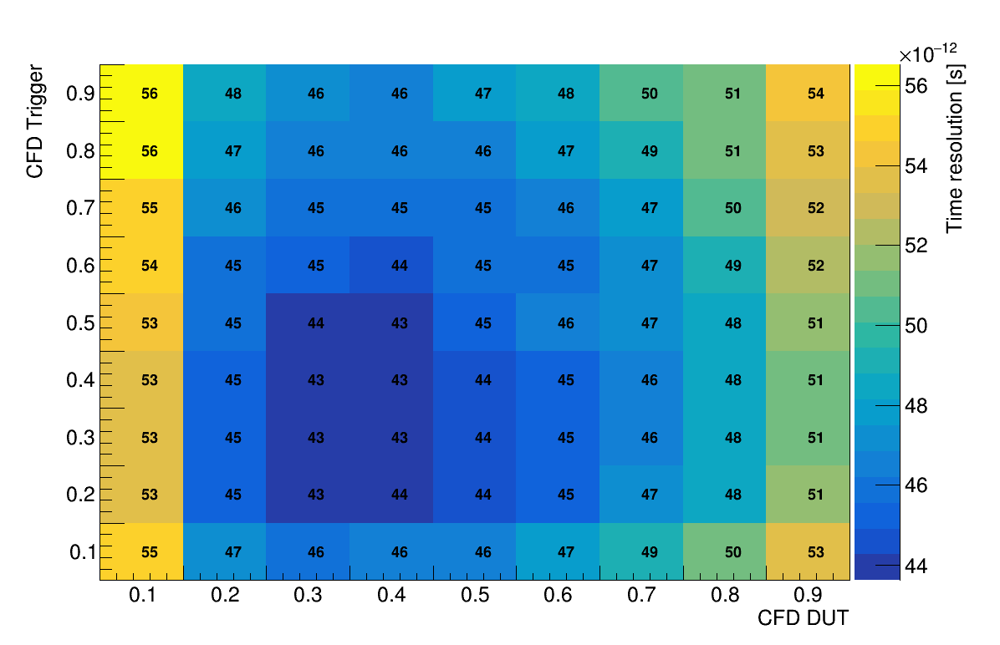 ×10⁻¹²
CFD Trigger
Time resolution [s]
0.9 56 48 46 46 47 48 50 51 54 56
0.8 56 47 46 46 46 47 49 51 53 54
0.7 55 46 45 45 45 46 47 50 52
0.6 54 45 45 44 45 45 47 49 52 52
0.5 53 45 44 43 45 46 47 48 51 50
0.4 53 45 43 43 44 45 46 48 51 48
0.3 53 45 43 43 44 45 46 48 51
0.2 53 45 43 44 44 45 47 48 51 46
0.1 55 47 46 46 46 47 49 50 53 44
0.1 0.2 0.3 0.4 0.5 0.6 0.7 0.8 0.9
CFD DUT